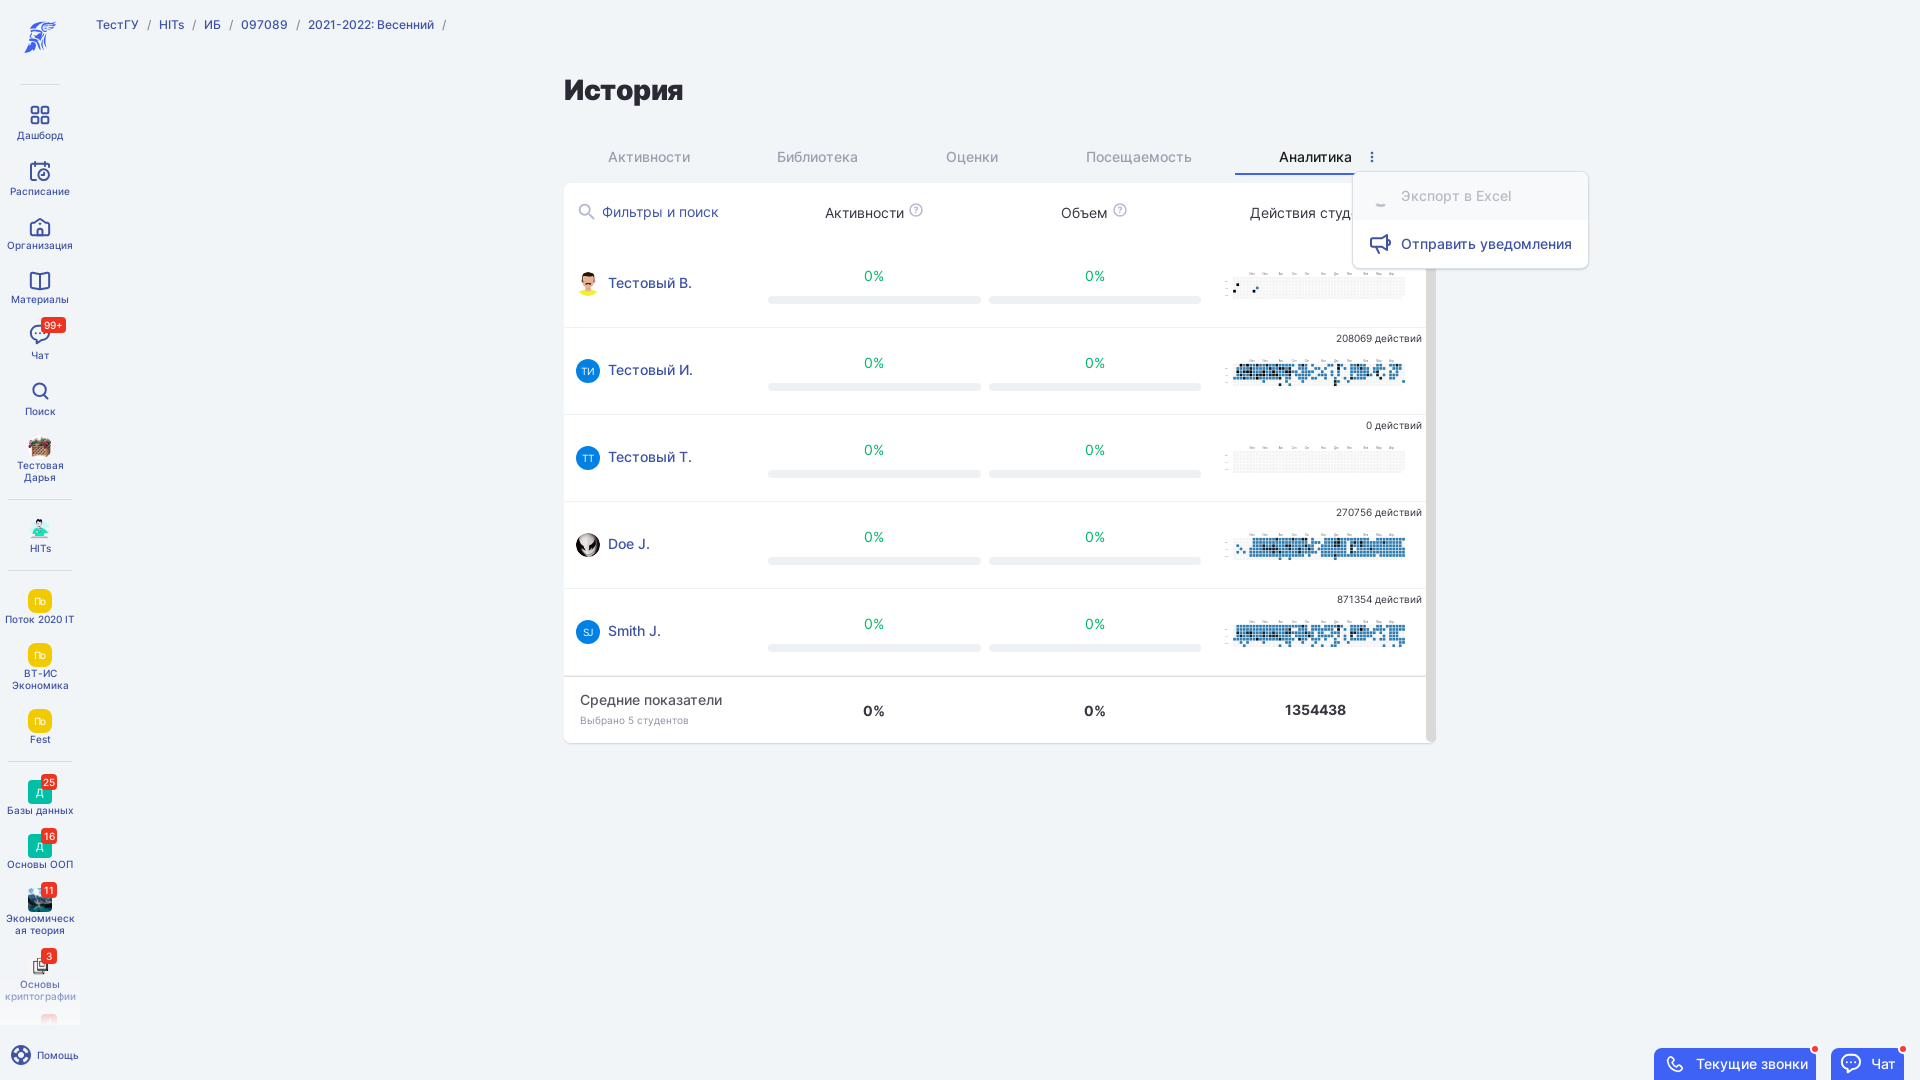 ТестГУ / HITs / ИБ / 097089 / 2021-2022: Весенний /
История
Активности Библиотека Оценки Посещаемость Аналитика
Экспорт в Excel
Отправить уведомления
Фильтры и поиск Активности Объем Действия
Тестовый В. 0% 0%
208069 действий
Тестовый И. 0% 0%
ТИ
0 действий
Тестовый Т. 0% 0%
ТТ
270756 действий
Doe J. 0% 0%
871354 действий
Smith J. 0% 0%
SJ
Средние показатели 0% 0% 1354438
Выбрано 5 студентов
Дашборд
Расписание
Организация
Материалы
99+
Чат
Поиск
Тестовая
Дарья
HITs
По
Поток 2020 IT
По
ВТ-ИС
Экономика
По
Fest
25
Д
Базы данных
16
Д
Основы ООП
11
Экономическ
ая теория
3
Основы
криптографии
Помощь
Текущие звонки
Чат